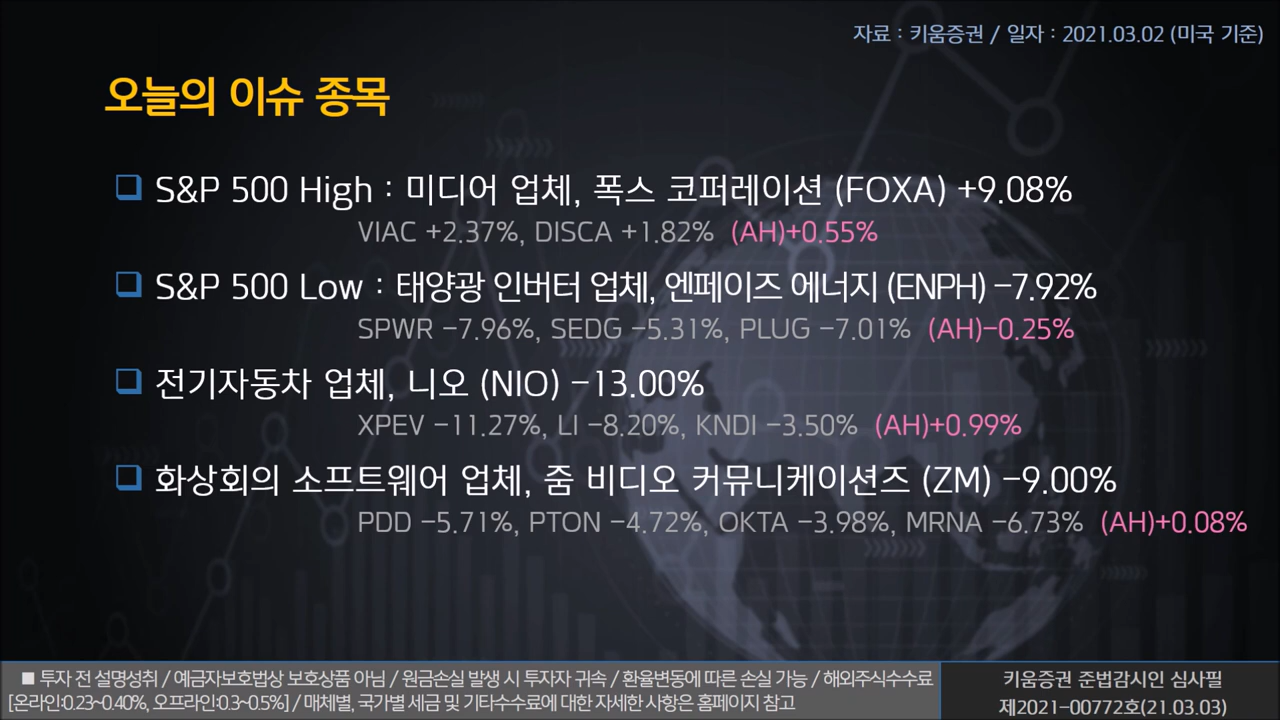 자료 : 키움증권 / 일자 : 2021.03.02 (미국 기준)
오늘의 이슈 종목
❑ S&P 500 High : 미디어 업체, 폭스 코퍼레이션 (FOXA) +9.08%
VIAC +2.37%, DISCA +1.82% (AH)+0.55%
❑ S&P 500 Low : 태양광 인버터 업체, 엔페이즈 에너지 (ENPH) −7.92%
SPWR −7.96%, SEDG −5.31%, PLUG −7.01% (AH)−0.25%
❑ 전기자동차 업체, 니오 (NIO) −13.00%
XPEV −11.27%, LI −8.20%, KNDI −3.50% (AH)+0.99%
❑ 화상회의 소프트웨어 업체, 줌 비디오 커뮤니케이션즈 (ZM) −9.00%
PDD −5.71%, PTON −4.72%, OKTA −3.98%, MRNA −6.73% (AH)+0.08%
■ 투자 전 설명성취 / 예금자보호법상 보호상품 아님 / 원금손실 발생 시 투자자 귀속 / 환율변동에 따른 손실 가능 / 해외주식수수료
[온라인:0.23~0.40%, 오프라인:0.3~0.5%] / 매체별, 국가별 세금 및 기타수수료에 대한 자세한 사항은 홈페이지 참고
키움증권 준법감시인 심사필
제2021-00772호(21.03.03)